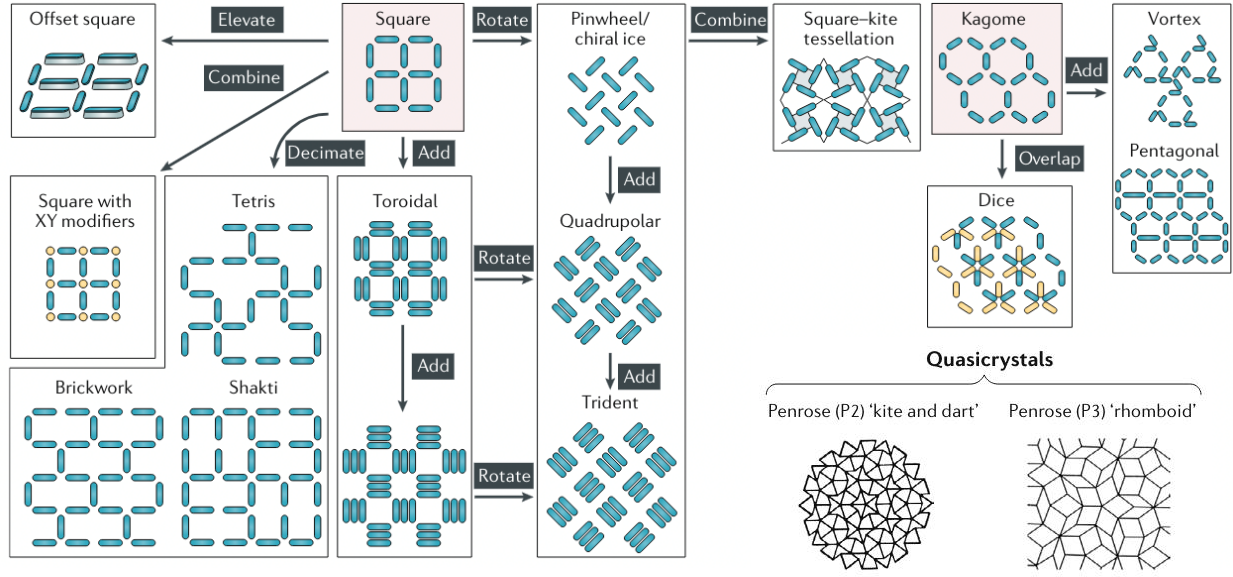 Offset square
Elevate
Combine
Square
Rotate
Pinwheel/
chiral ice
Combine
Square–kite
tessellation
Kagome
Add
Vortex
Pentagonal
Decimate
Add
Add
Overlap
Dice
Square with
XY modifiers
Tetris
Toroidal
Rotate
Quadrupolar
Add
Add
Trident
Brickwork
Shakti
Rotate
Quasicrystals
Penrose (P2) ‘kite and dart’
Penrose (P3) ‘rhomboid’